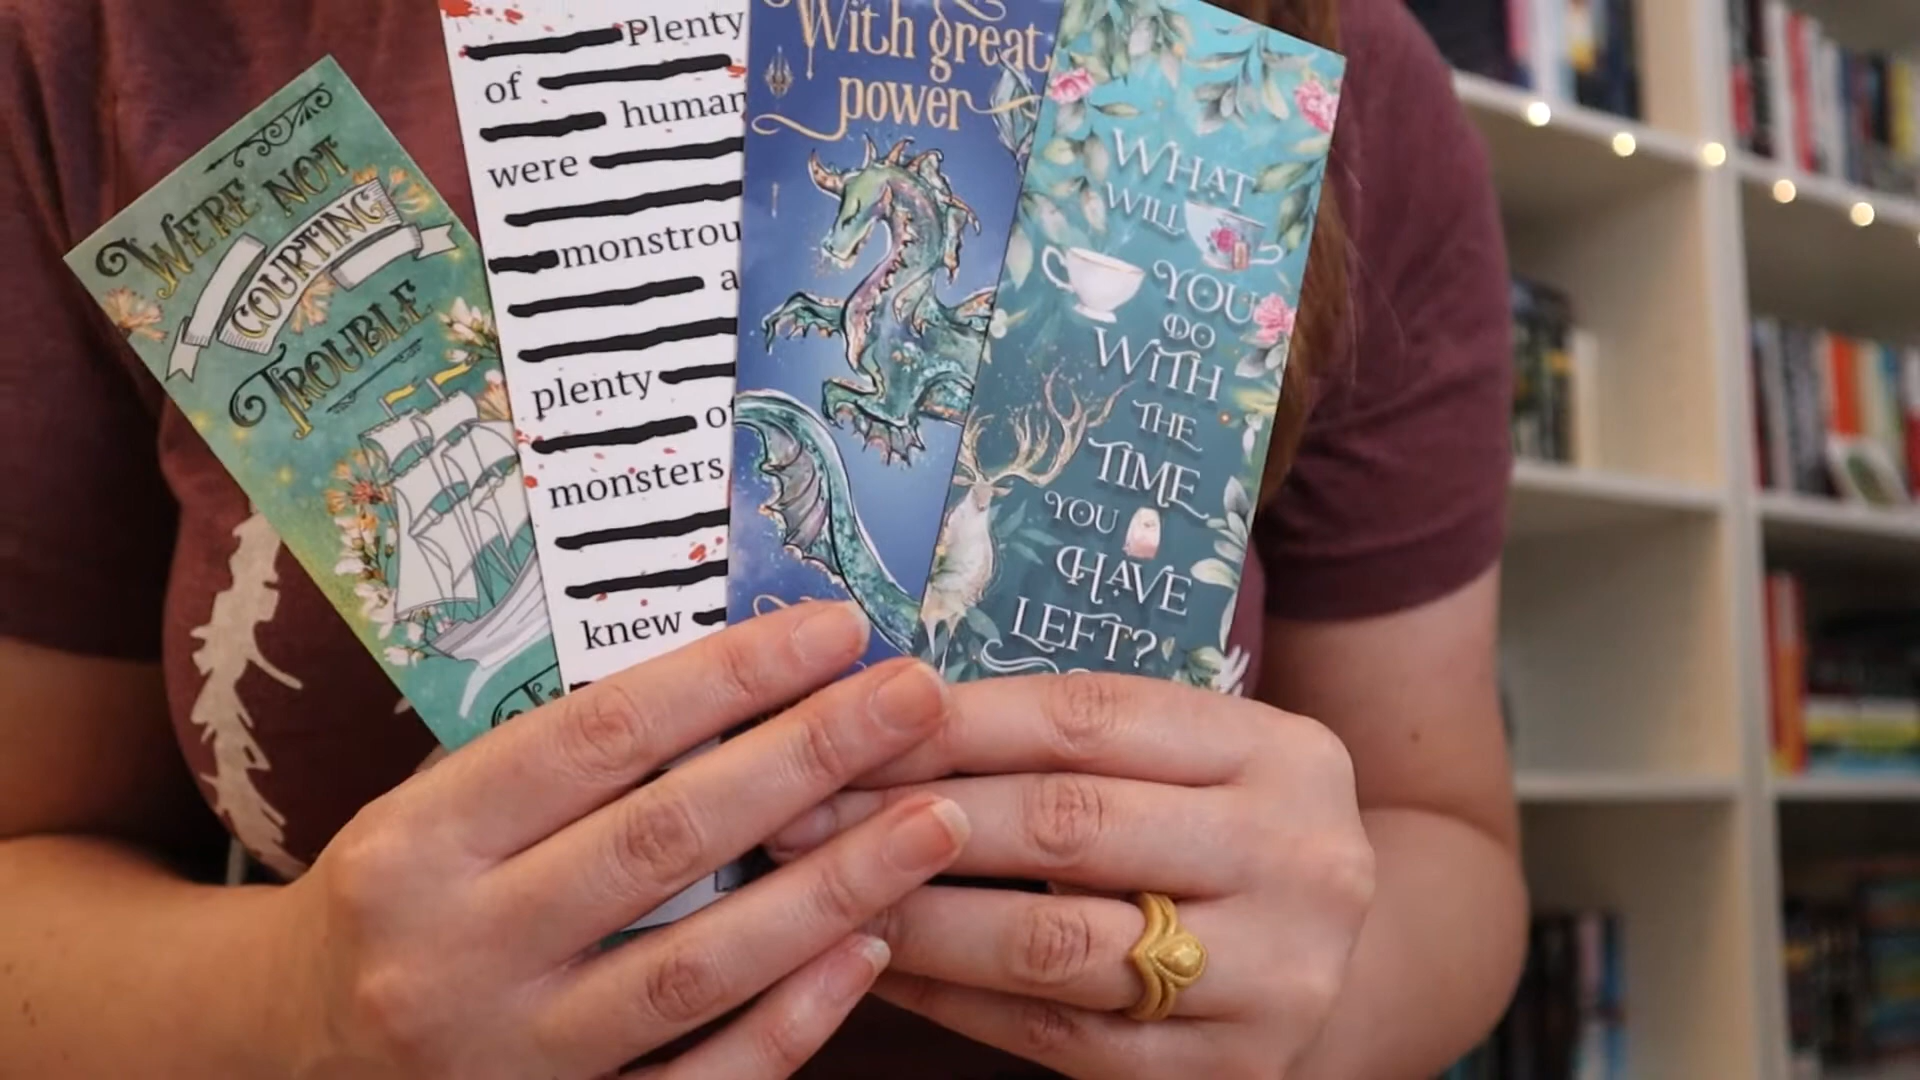 WE'RE NOT
COURTING
TROUBLE
Plenty
of
human
were
monstrou
a
plenty
of
monsters
knew
With great
power
WHAT
WILL
YOU
DO
WITH
THE
TIME
YOU
HAVE
LEFT?